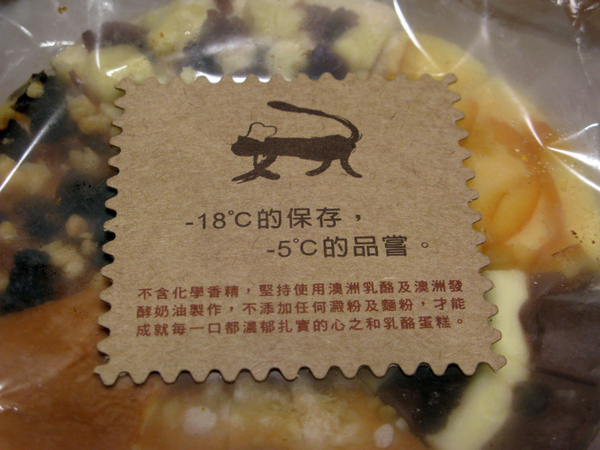 -18℃的保存，
-5℃的品嘗。
不含化學香精，堅持使用澳洲乳酪及澳洲發
酵奶油製作，不添加任何澱粉及麵粉，才能
成就每一口都濃郁扎實的心之和乳酪蛋糕。